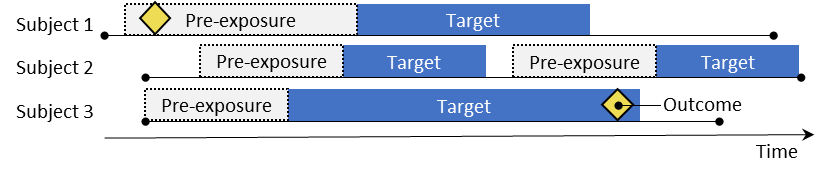 Subject 1 Pre-exposure Target
Subject 2 Pre-exposure Target Pre-exposure Target
Subject 3 Pre-exposure Target Outcome
Time